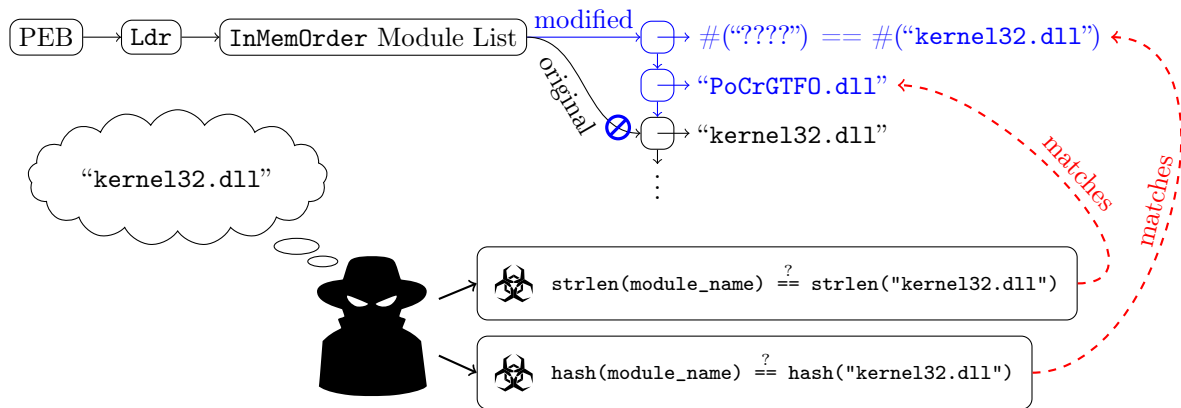 PEB Ldr InMemOrder Module List modified #(“????”) == #(“kernel32.dll”)
original
“PoCrGTFO.dll”
“kernel32.dll”
“kernel32.dll”
⋮
matches
matches
strlen(module_name) ?== strlen("kernel32.dll")
hash(module_name) ?== hash("kernel32.dll")